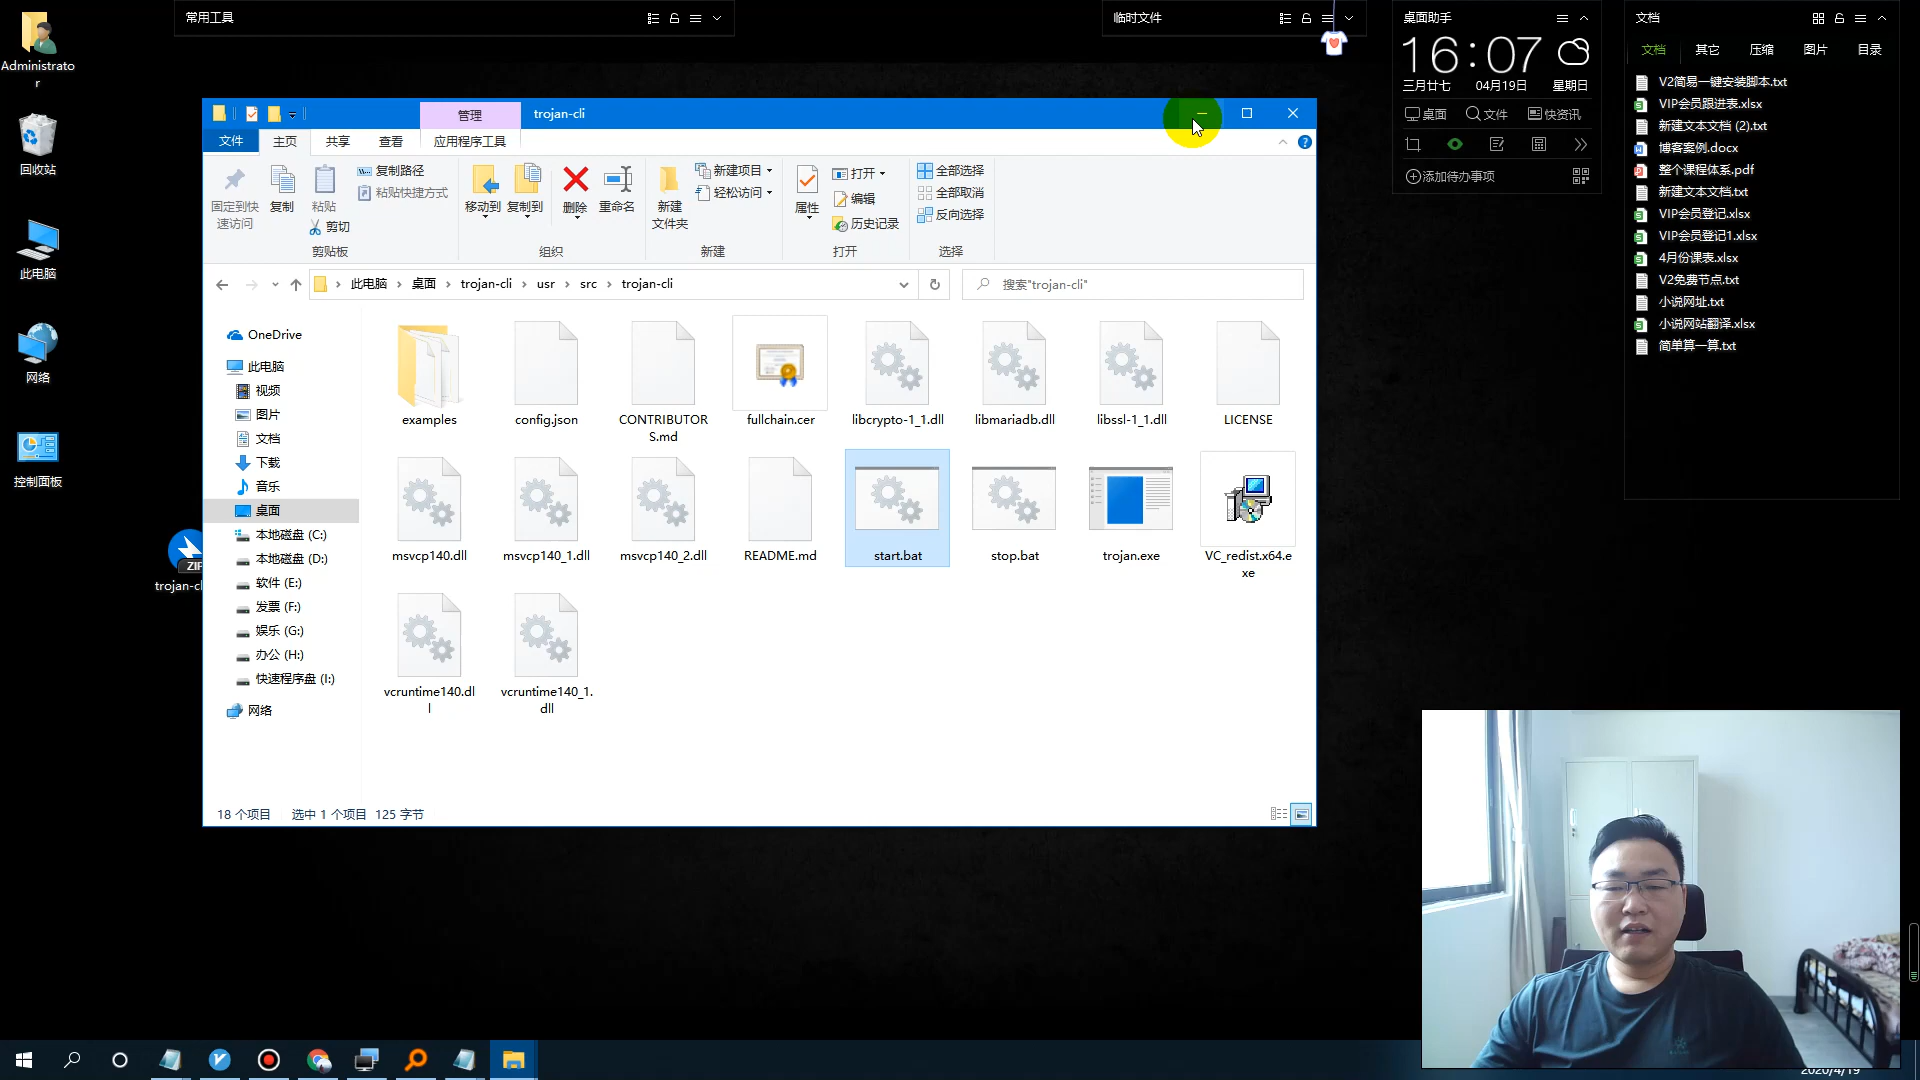 常用工具
临时文件
桌面助手
16:07
三月廿七
04月19日
星期日
桌面
文件
快资讯
添加待办事项
文档
文档
其它
压缩
图片
目录
V2简易一键安装脚本.txt
VIP会员跟进表.xlsx
新建文本文档 (2).txt
博客案例.docx
整个课程体系.pdf
新建文本文档.txt
VIP会员登记.xlsx
VIP会员登记1.xlsx
4月份课表.xlsx
V2免费节点.txt
小说网址.txt
小说网站翻译.xlsx
简单算一算.txt
Administrato
r
回收站
此电脑
网络
控制面板
ZIP
trojan-cl
管理
trojan-cli
文件
主页
共享
查看
应用程序工具
固定到快
速访问
复制
粘贴
复制路径
粘贴快捷方式
剪切
剪贴板
移动到
复制到
删除
重命名
组织
新建
文件夹
新建项目
轻松访问
新建
属性
打开
编辑
历史记录
打开
全部选择
全部取消
反向选择
选择
此电脑
桌面
trojan-cli
usr
src
trojan-cli
搜索"trojan-cli"
OneDrive
此电脑
视频
图片
文档
下载
音乐
桌面
本地磁盘 (C:)
本地磁盘 (D:)
软件 (E:)
发票 (F:)
娱乐 (G:)
办公 (H:)
快速程序盘 (I:)
网络
examples
config.json
CONTRIBUTOR
S.md
fullchain.cer
libcrypto-1_1.dll
libmariadb.dll
libssl-1_1.dll
LICENSE
msvcp140.dll
msvcp140_1.dll
msvcp140_2.dll
README.md
start.bat
stop.bat
trojan.exe
VC_redist.x64.e
xe
vcruntime140.dl
l
vcruntime140_1.
dll
18 个项目
选中 1 个项目
125 字节
2020/4/19